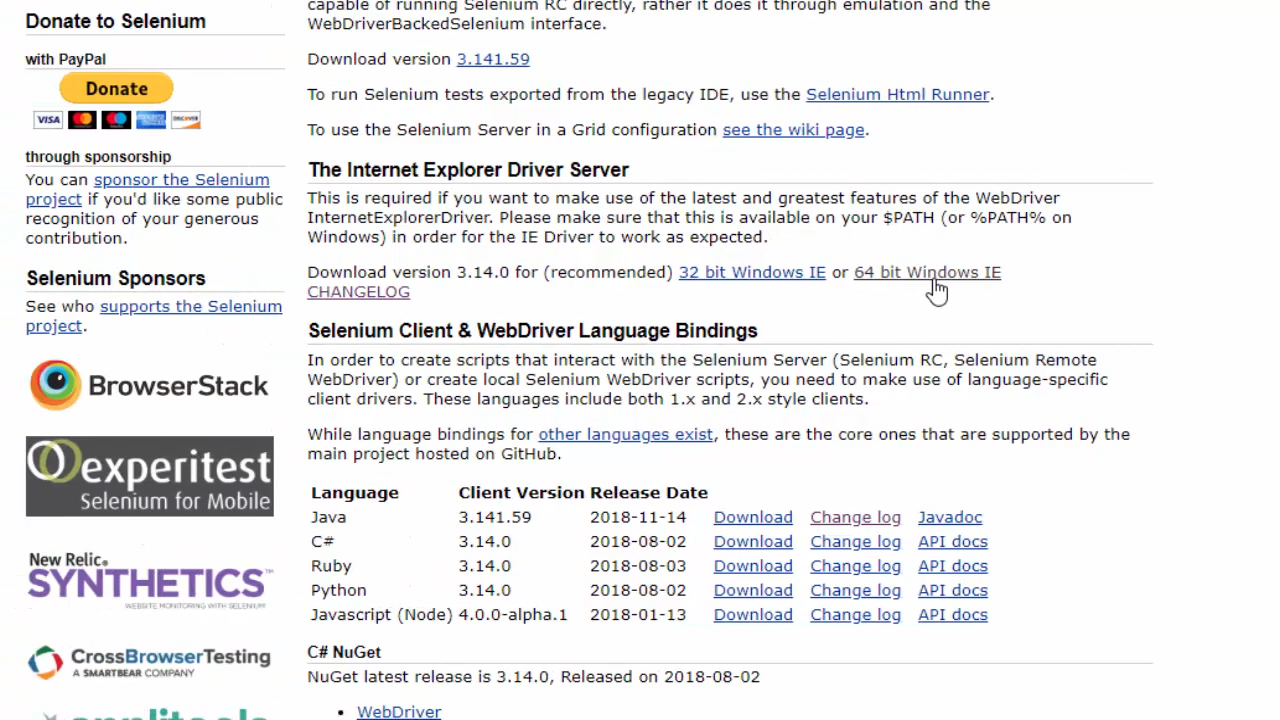 Donate to Selenium
with PayPal
Donate
VISA
DISCOVER
through sponsorship
You can sponsor the Selenium
project if you'd like some public
recognition of your generous
contribution.
Selenium Sponsors
See who supports the Selenium
project.
BrowserStack
experitest
Selenium for Mobile
New Relic.
SYNTHETICS™
WEBSITE MONITORING WITH SELENIUM
CROSSBROWSERTESTING
A SMARTBEAR COMPANY
applitools
capable of running Selenium RC directly, rather it does it through emulation and the
WebDriverBackedSelenium interface.
Download version 3.141.59
To run Selenium tests exported from the legacy IDE, use the Selenium Html Runner.
To use the Selenium Server in a Grid configuration see the wiki page.
The Internet Explorer Driver Server
This is required if you want to make use of the latest and greatest features of the WebDriver
InternetExplorerDriver. Please make sure that this is available on your $PATH (or %PATH% on
Windows) in order for the IE Driver to work as expected.
Download version 3.14.0 for (recommended) 32 bit Windows IE or 64 bit Windows IE
CHANGELOG
Selenium Client & WebDriver Language Bindings
In order to create scripts that interact with the Selenium Server (Selenium RC, Selenium Remote
WebDriver) or create local Selenium WebDriver scripts, you need to make use of language-specific
client drivers. These languages include both 1.x and 2.x style clients.
While language bindings for other languages exist, these are the core ones that are supported by the
main project hosted on GitHub.
Language Client Version Release Date
Java 3.141.59 2018-11-14 Download Change log Javadoc
C# 3.14.0 2018-08-02 Download Change log API docs
Ruby 3.14.0 2018-08-03 Download Change log API docs
Python 3.14.0 2018-08-02 Download Change log API docs
Javascript (Node) 4.0.0-alpha.1 2018-01-13 Download Change log API docs
C# NuGet
NuGet latest release is 3.14.0, Released on 2018-08-02
• WebDriver